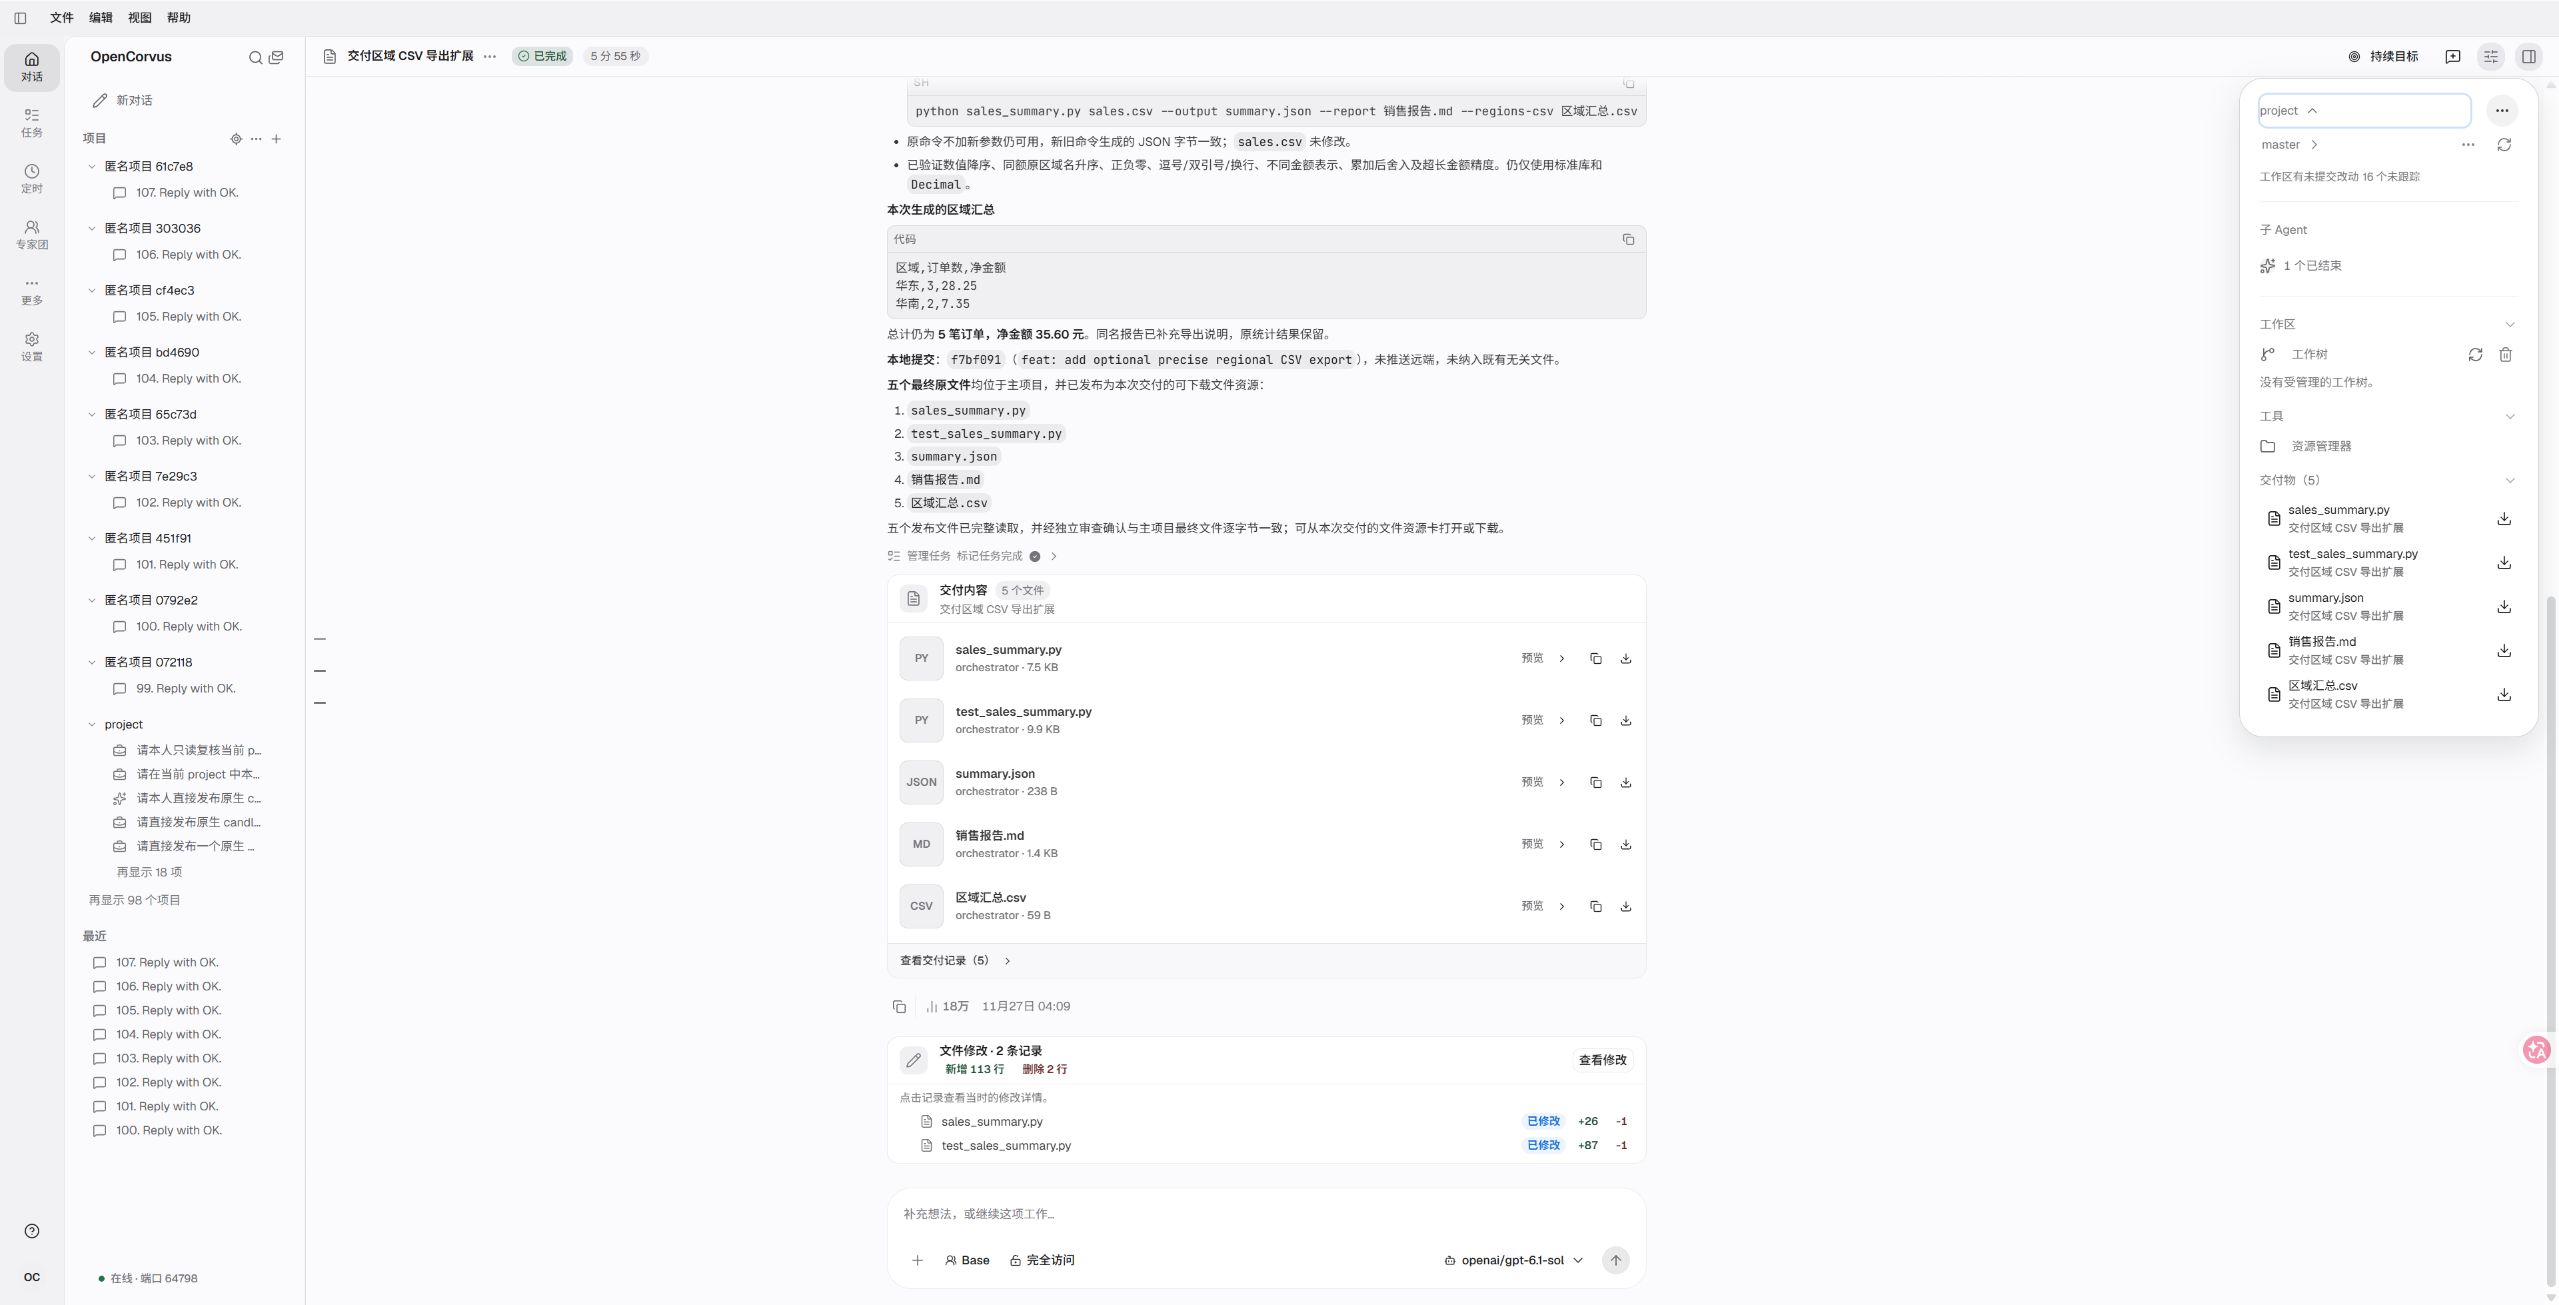 文件 编辑 视图 帮助
对话
任务
定时
专家团
更多
设置
OC
OpenCorvus
新对话
项目
匿名项目 61c7e8
107. Reply with OK.
匿名项目 303036
106. Reply with OK.
匿名项目 cf4ec3
105. Reply with OK.
匿名项目 bd4690
104. Reply with OK.
匿名项目 65c73d
103. Reply with OK.
匿名项目 7e29c3
102. Reply with OK.
匿名项目 451f91
101. Reply with OK.
匿名项目 0792e2
100. Reply with OK.
匿名项目 072118
99. Reply with OK.
project
请本人只读复核当前 p...
请在当前 project 中本...
请本人直接发布原生 c...
请直接发布原生 candl...
请直接发布一个原生 ...
再显示 18 项
再显示 98 个项目
最近
107. Reply with OK.
106. Reply with OK.
105. Reply with OK.
104. Reply with OK.
103. Reply with OK.
102. Reply with OK.
101. Reply with OK.
100. Reply with OK.
在线 · 端口 64798
交付区域 CSV 导出扩展 ··· 已完成 5 分 55 秒
持续目标
SH
python sales_summary.py sales.csv --output summary.json --report 销售报告.md --regions-csv 区域汇总.csv
• 原命令不加新参数仍可用，新旧命令生成的 JSON 字节一致；sales.csv 未修改。
• 已验证数值降序、同额原区域名升序、正负零、逗号/双引号/换行、不同金额表示、累加后舍入及超长金额精度。仍仅使用标准库和
Decimal。
本次生成的区域汇总
代码
区域,订单数,净金额
华东,3,28.25
华南,2,7.35
总计仍为 5 笔订单，净金额 35.60 元。同名报告已补充导出说明，原统计结果保留。
本地提交：f7bf091（feat: add optional precise regional CSV export），未推送远端，未纳入既有无关文件。
五个最终原文件均位于主项目，并已发布为本次交付的可下载文件资源：
1. sales_summary.py
2. test_sales_summary.py
3. summary.json
4. 销售报告.md
5. 区域汇总.csv
五个发布文件已完整读取，并经独立审查确认与主项目最终文件逐字节一致；可从本次交付的文件资源卡打开或下载。
管理任务 标记任务完成
交付内容 5 个文件
交付区域 CSV 导出扩展
PY
sales_summary.py
orchestrator · 7.5 KB
预览
PY
test_sales_summary.py
orchestrator · 9.9 KB
预览
JSON
summary.json
orchestrator · 238 B
预览
MD
销售报告.md
orchestrator · 1.4 KB
预览
CSV
区域汇总.csv
orchestrator · 59 B
预览
查看交付记录（5）
18万 11月27日 04:09
文件修改 · 2 条记录
新增 113 行 删除 2 行
查看修改
点击记录查看当时的修改详情。
sales_summary.py 已修改 +26 -1
test_sales_summary.py 已修改 +87 -1
补充想法，或继续这项工作...
Base 完全访问 openai/gpt-6.1-sol
project
master
工作区有未提交改动 16 个未跟踪
子 Agent
1 个已结束
工作区
工作树
没有受管理的工作树。
工具
资源管理器
交付物（5）
sales_summary.py
交付区域 CSV 导出扩展
test_sales_summary.py
交付区域 CSV 导出扩展
summary.json
交付区域 CSV 导出扩展
销售报告.md
交付区域 CSV 导出扩展
区域汇总.csv
交付区域 CSV 导出扩展